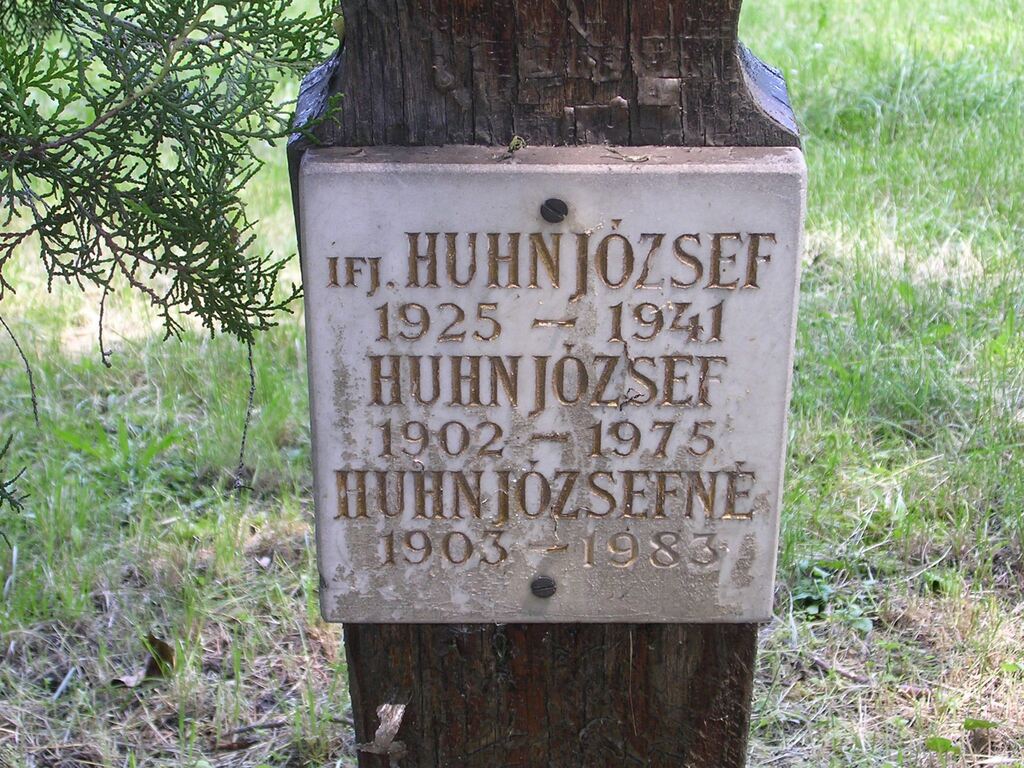 IFJ. HUHN JÓZSEF
1925 – 1941
HUHN JÓZSEF
1902 – 1975
HUHN JÓZSEFNÉ
1903 – 1983